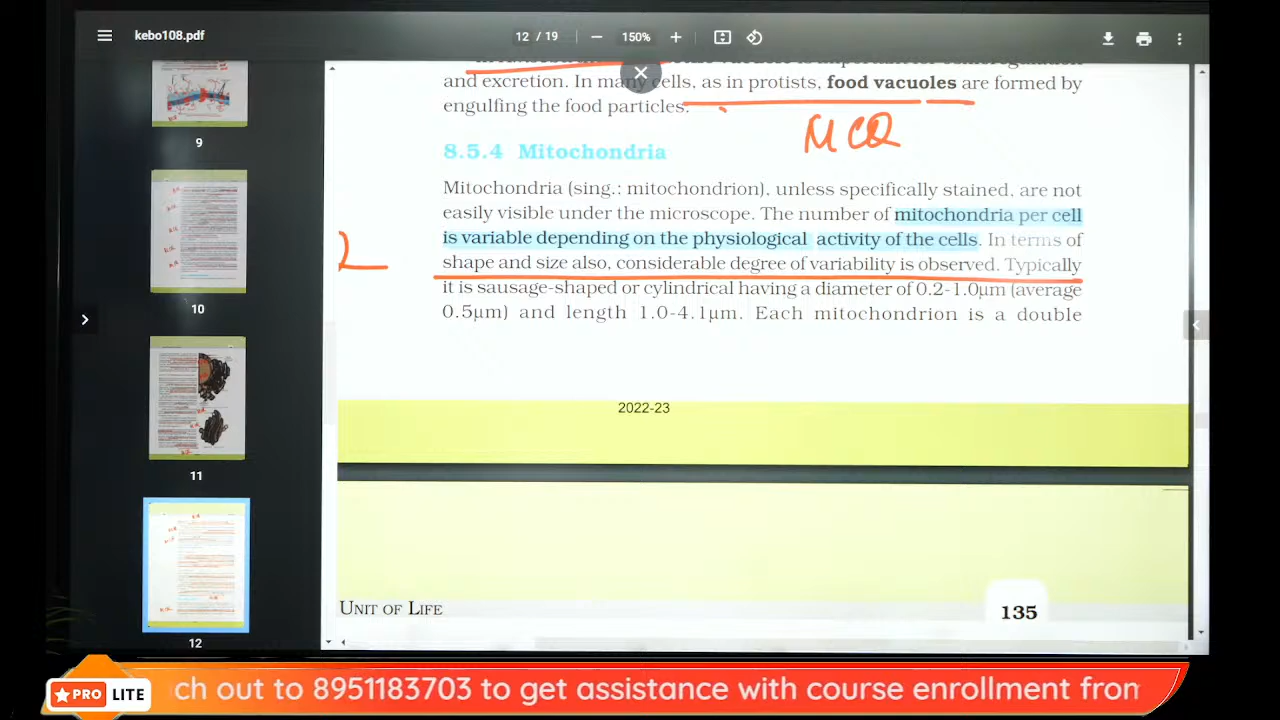 kebo108.pdf
12 / 19
150%
and excretion. In many cells, as in protists, food vacuoles are formed by
engulfing the food particles.
MCQ
8.5.4 Mitochondria
Mitochondria (sing.: mitochondrion), unless specifically stained, are not
easily visible under the microscope. The number of mitochondria per cell
is variable depending on the physiological activity of the cells. In terms of
shape and size also, considerable degree of variability is observed. Typically
it is sausage-shaped or cylindrical having a diameter of 0.2-1.0μm (average
0.5μm) and length 1.0-4.1μm. Each mitochondrion is a double
2022-23
UNIT OF LIFE
135
9
10
11
12
PRO LITE
ch out to 8951183703 to get assistance with course enrollment from